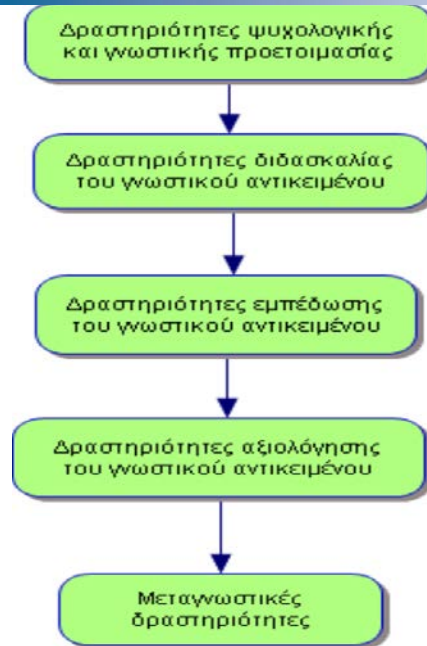 Δραστηριότητες ψυχολογικής
και γνωστικής προετοιμασίας
Δραστηριότητες διδασκαλίας
του γνωστικού αντικειμένου
Δραστηριότητες εμπέδωσης
του γνωστικού αντικειμένου
Δραστηριότητες αξιολόγησης
του γνωστικού αντικειμένου
Μεταγνωστικές
δραστηριότητες